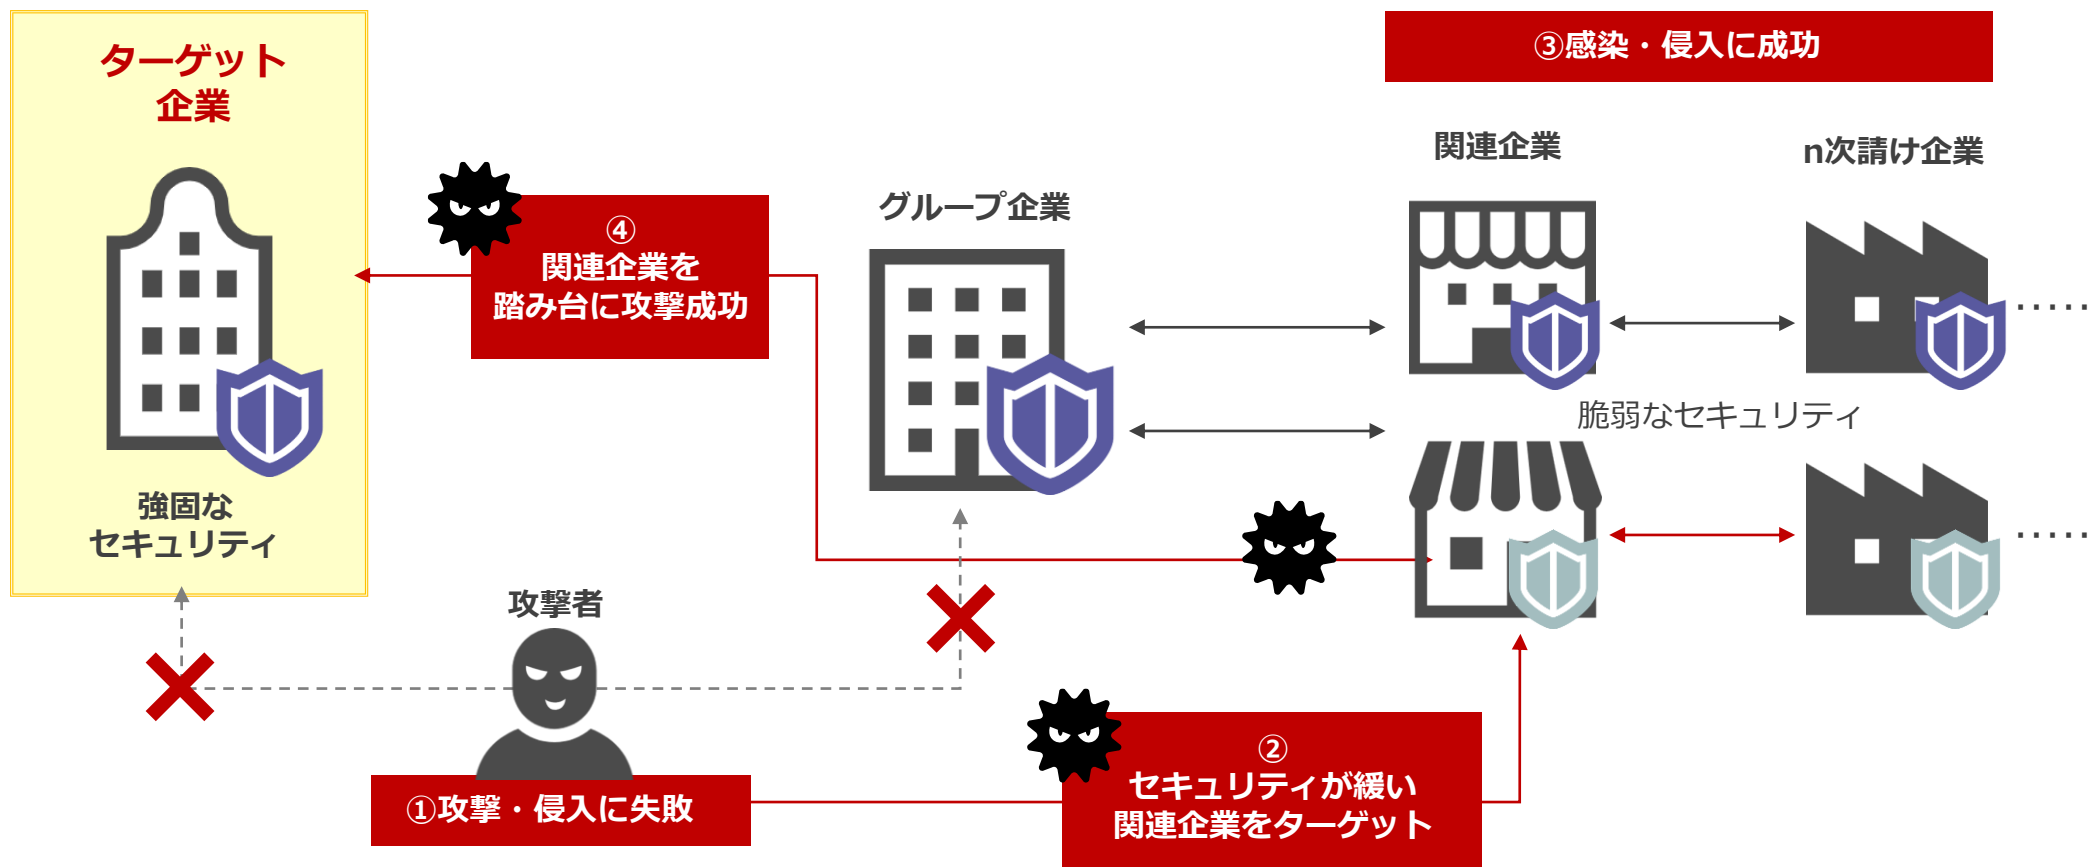 ターゲット
企業
強固な
セキュリティ
④
関連企業を
踏み台に攻撃成功
グループ企業
③感染・侵入に成功
関連企業
n次請け企業
脆弱なセキュリティ
攻撃者
①攻撃・侵入に失敗
②
セキュリティが緩い
関連企業をターゲット